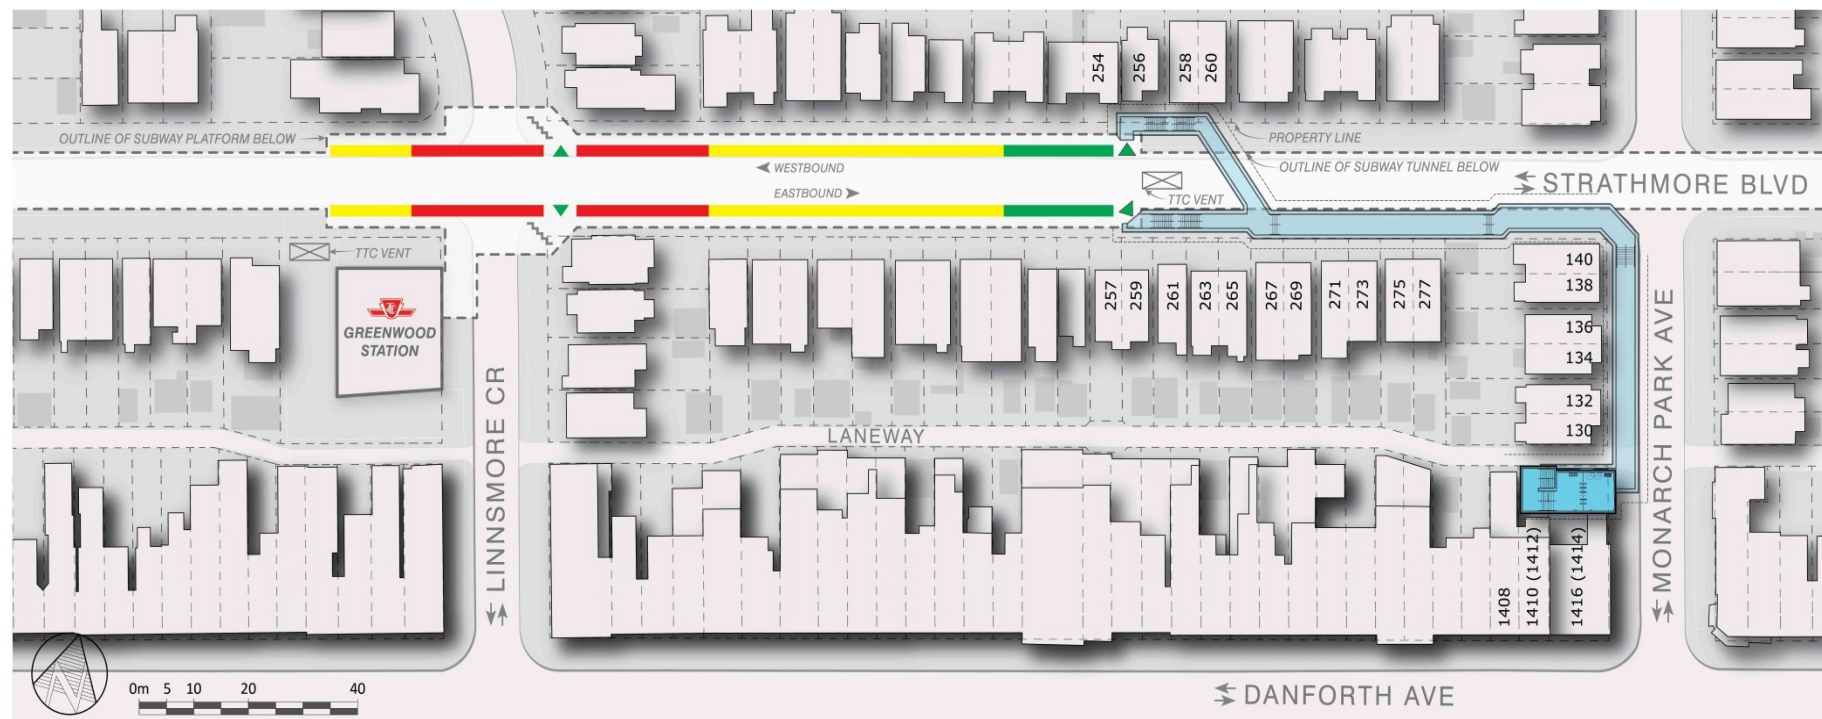 254
256
258
260
OUTLINE OF SUBWAY PLATFORM BELOW
PROPERTY LINE
WESTBOUND
OUTLINE OF SUBWAY TUNNEL BELOW
EASTBOUND
STRATHMORE BLVD
TTC VENT
TTC VENT
GREENWOOD
STATION
257
259
261
263
265
267
269
271
273
275
277
140
138
136
134
132
130
LANEWAY
LINNSMORE CR
MONARCH PARK AVE
1408
1410 (1412)
1416 (1414)
N
0m 5 10 20 40
DANFORTH AVE